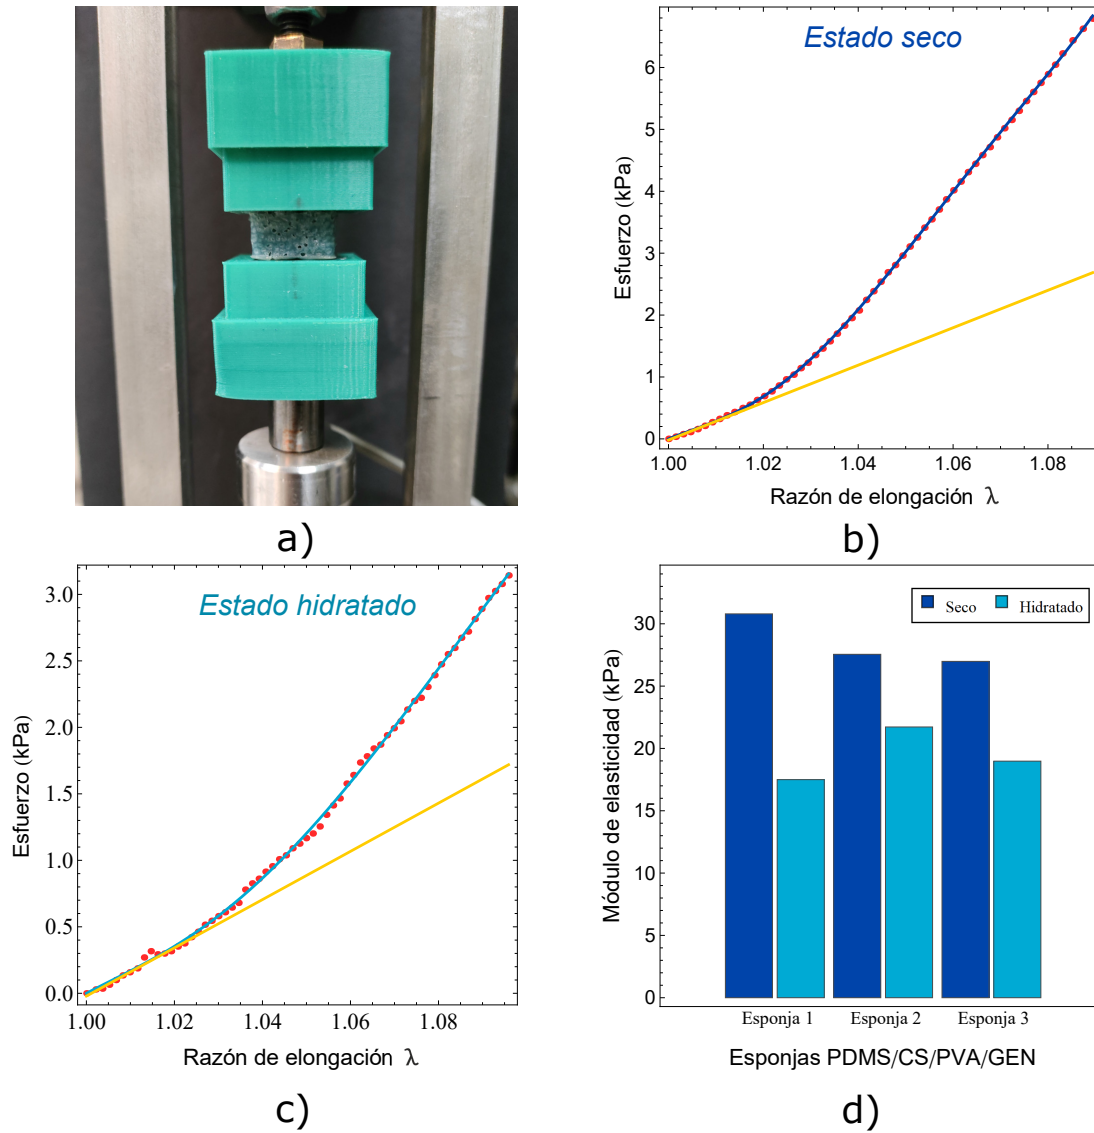 Estado seco
Esfuerzo (kPa)
6
5
4
3
2
1
0
1.00 1.02 1.04 1.06 1.08
Razón de elongación λ
a)
b)
Estado hidratado
Esfuerzo (kPa)
3.0
2.5
2.0
1.5
1.0
0.5
0.0
1.00 1.02 1.04 1.06 1.08
Razón de elongación λ
c)
Seco Hidratado
Módulo de elasticidad (kPa)
30
25
20
15
10
5
0
Esponja 1 Esponja 2 Esponja 3
Esponjas PDMS/CS/PVA/GEN
d)